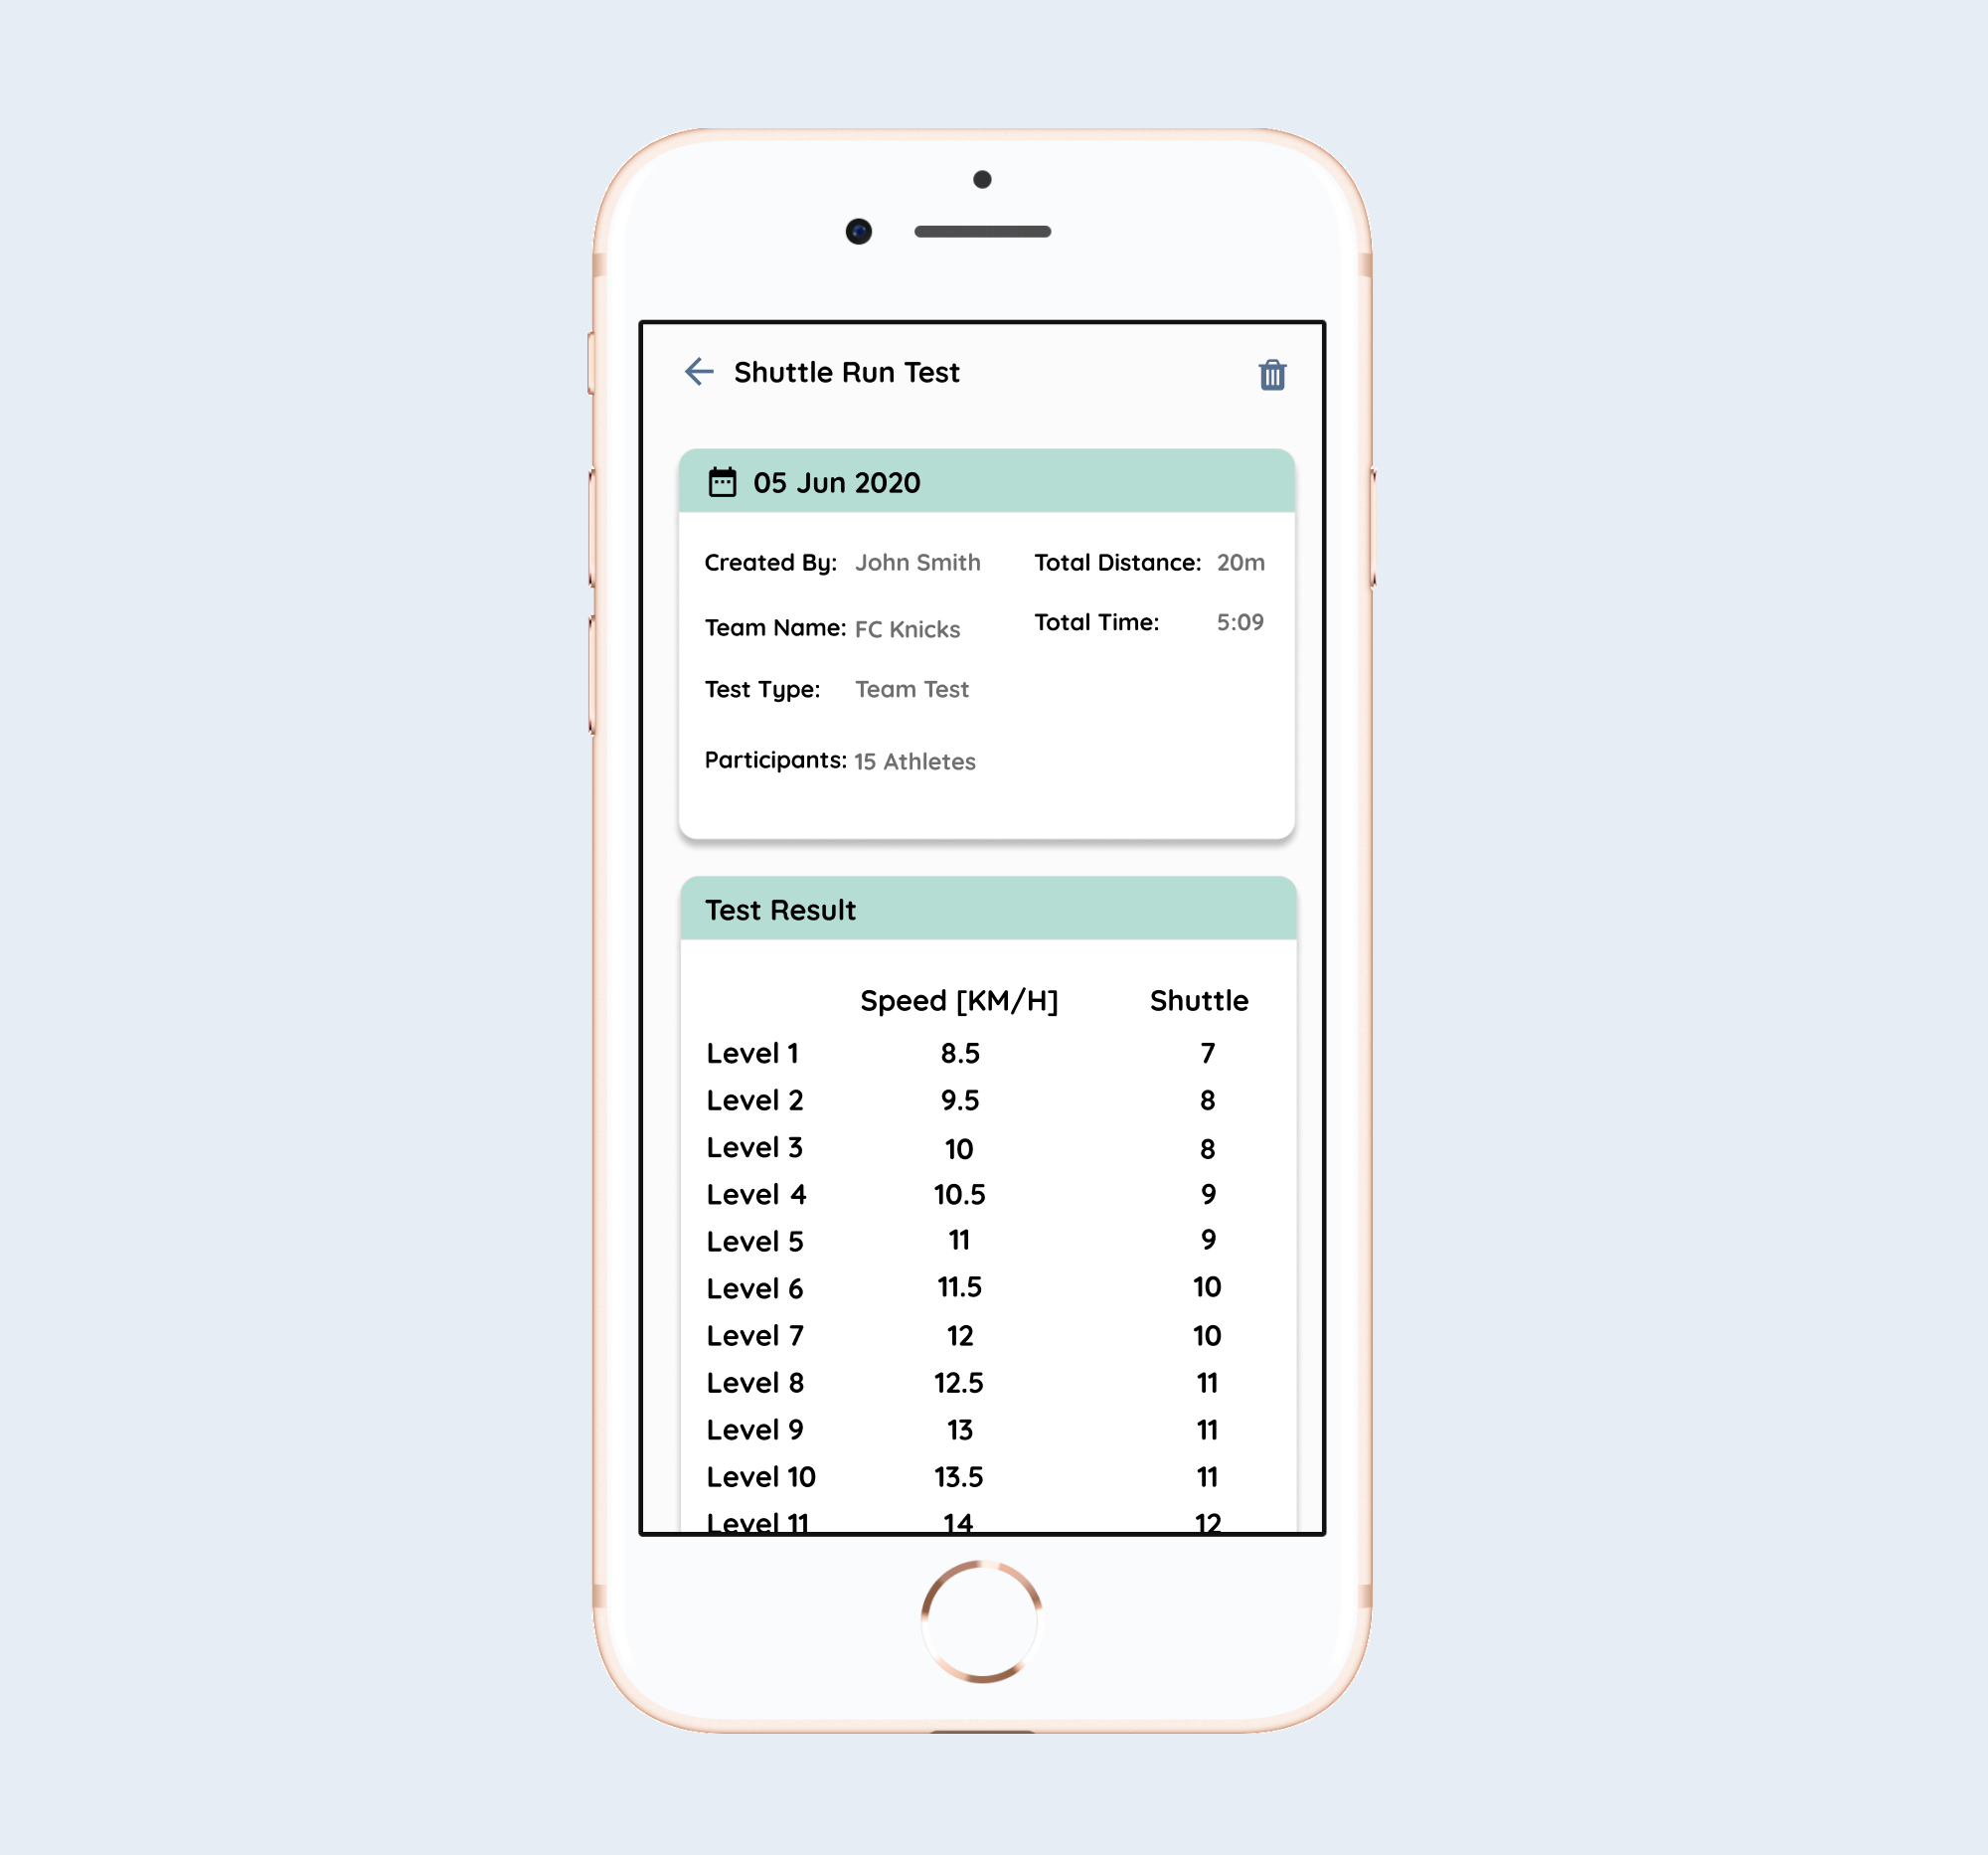 Shuttle Run Test
05 Jun 2020
Created By: John Smith
Total Distance: 20m
Team Name: FC Knicks
Total Time: 5:09
Test Type: Team Test
Participants: 15 Athletes
Test Result
Speed [KM/H] Shuttle
Level 1 8.5 7
Level 2 9.5 8
Level 3 10 8
Level 4 10.5 9
Level 5 11 9
Level 6 11.5 10
Level 7 12 10
Level 8 12.5 11
Level 9 13 11
Level 10 13.5 11
Level 11 14 12